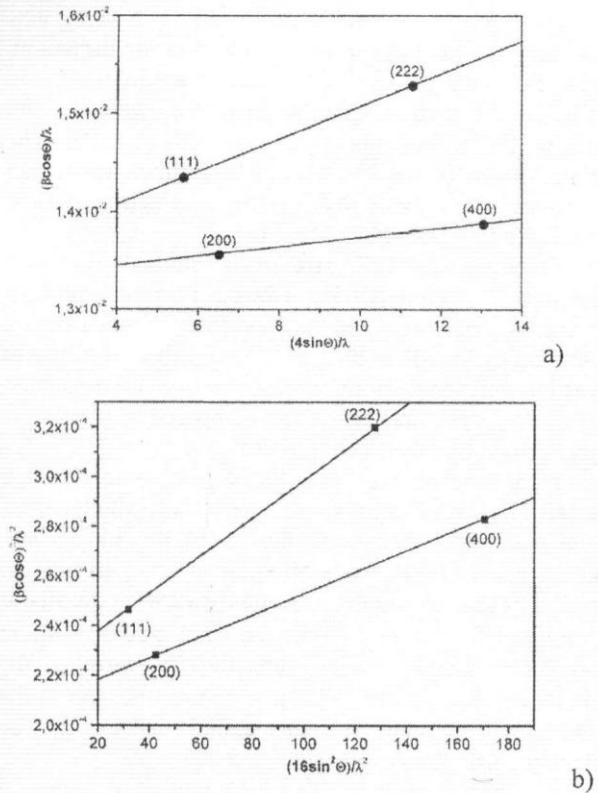 1,6x10⁻²
1,5x10⁻²
1,4x10⁻²
1,3x10⁻²
(βcosΘ)/λ
(222)
(111)
(400)
(200)
4 6 8 10 12 14
(4sinΘ)/λ
a)
3,2x10⁻⁴
3,0x10⁻⁴
2,8x10⁻⁴
2,6x10⁻⁴
2,4x10⁻⁴
2,2x10⁻⁴
2,0x10⁻⁴
(βcosΘ)²/λ²
(222)
(400)
(111)
(200)
20 40 60 80 100 120 140 160 180
(16sin²Θ)/λ²
b)